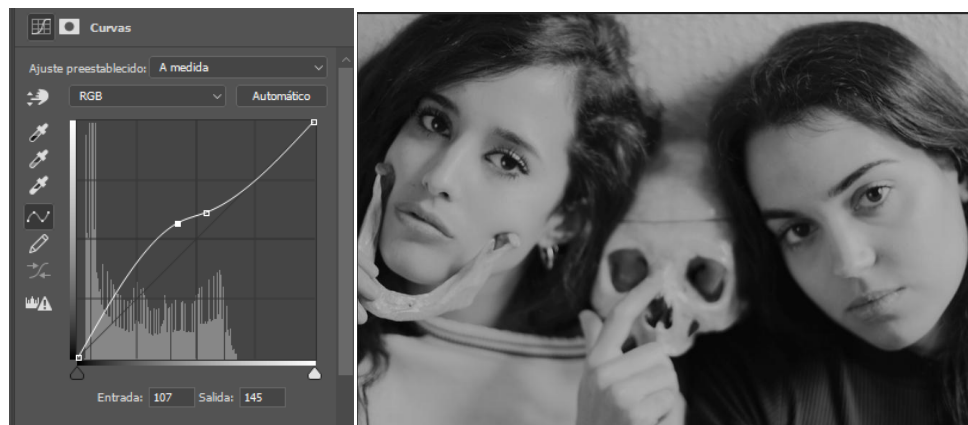 Curvas
Ajuste preestablecido: A medida
RGB Automático
Entrada: 107 Salida: 145